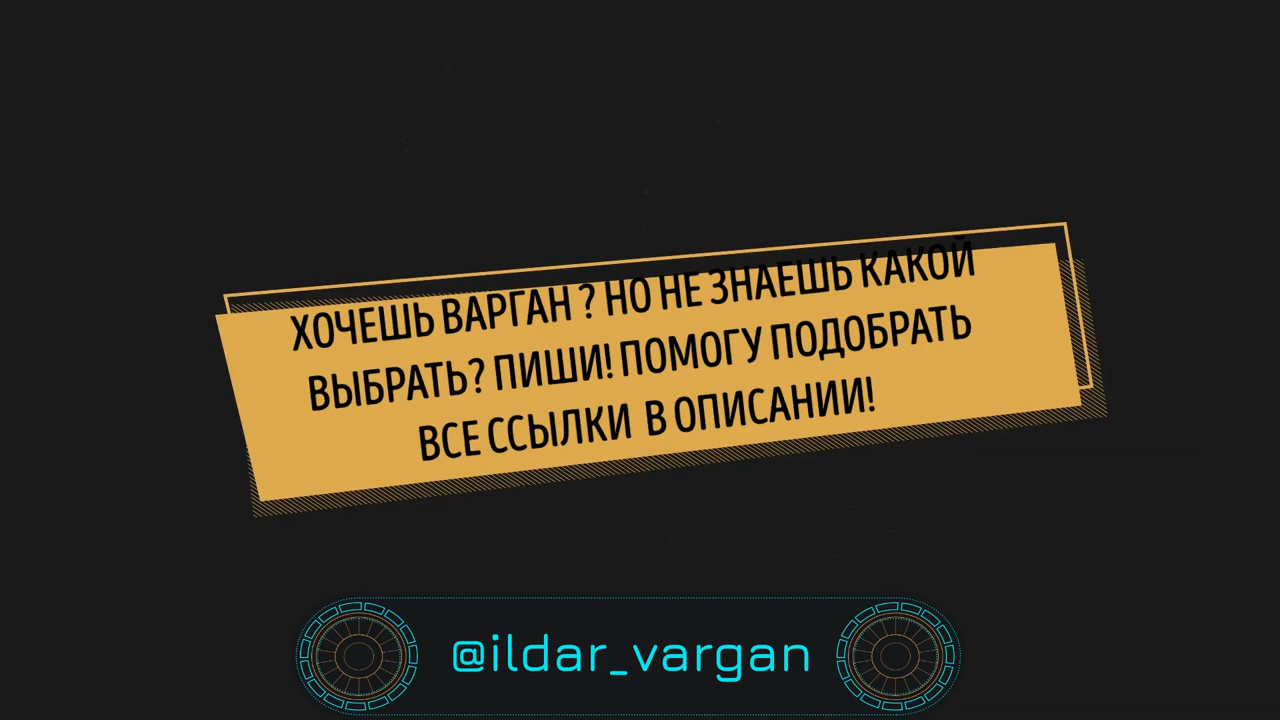 ХОЧЕШЬ ВАРГАН ? НО НЕ ЗНАЕШЬ КАКОЙ
ВЫБРАТЬ? ПИШИ! ПОМОГУ ПОДОБРАТЬ
ВСЕ ССЫЛКИ В ОПИСАНИИ!
@ildar_vargan